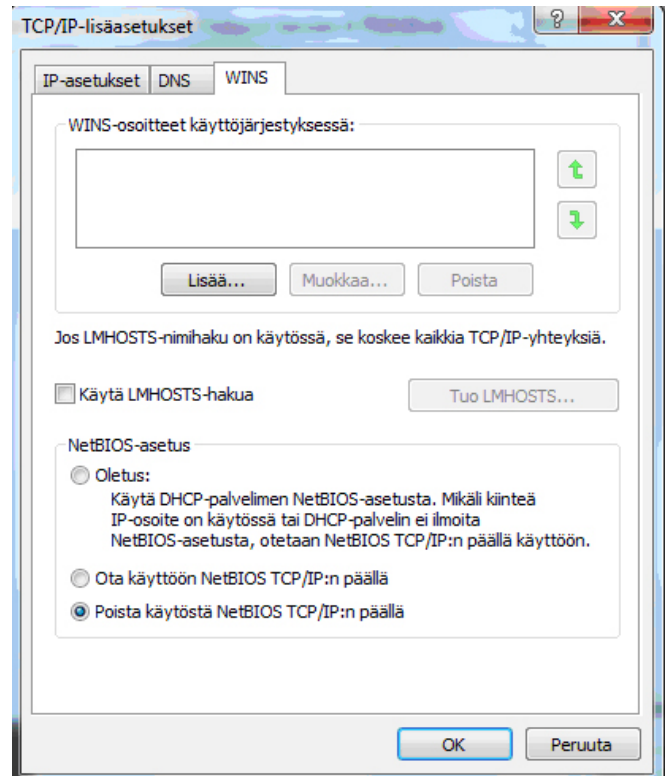 TCP/IP-lisäasetukset
?
IP-asetukset DNS WINS
WINS-osoitteet käyttöjärjestyksessä:
Lisää... Muokkaa... Poista
Jos LMHOSTS-nimihaku on käytössä, se koskee kaikkia TCP/IP-yhteyksiä.
Käytä LMHOSTS-hakua Tuo LMHOSTS...
NetBIOS-asetus
Oletus:
Käytä DHCP-palvelimen NetBIOS-asetusta. Mikäli kiinteä
IP-osoite on käytössä tai DHCP-palvelin ei ilmoita
NetBIOS-asetusta, otetaan NetBIOS TCP/IP:n päällä käyttöön.
Ota käyttöön NetBIOS TCP/IP:n päällä
Poista käytöstä NetBIOS TCP/IP:n päällä
OK Peruuta